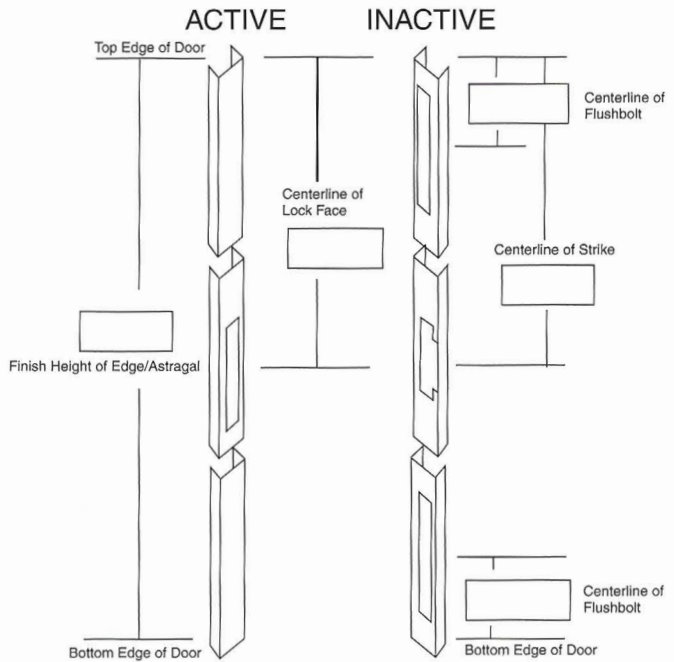 ACTIVE
INACTIVE
Top Edge of Door
Centerline of
Flushbolt
Centerline of
Lock Face
Centerline of Strike
Finish Height of Edge/Astragal
Centerline of
Flushbolt
Bottom Edge of Door
Bottom Edge of Door